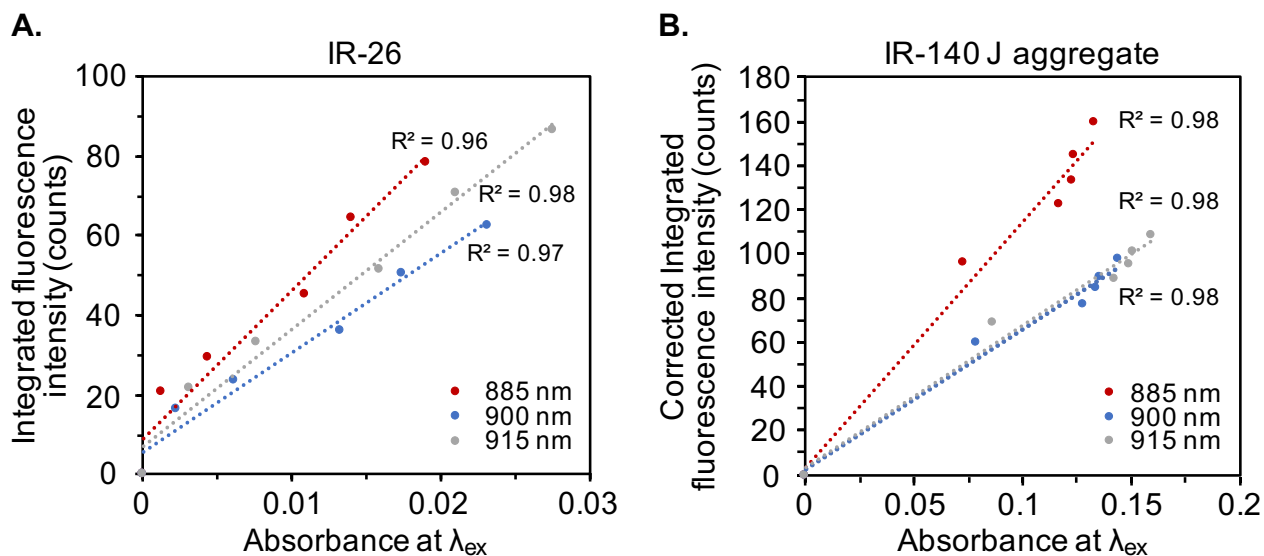 A.
IR-26
Integrated fluorescence
intensity (counts)
100
80
60
40
20
0
R² = 0.96
R² = 0.98
R² = 0.97
885 nm
900 nm
915 nm
0 0.01 0.02 0.03
Absorbance at λex
B.
IR-140 J aggregate
Corrected Integrated
fluorescence intensity (counts)
180
160
140
120
100
80
60
40
20
0
R² = 0.98
R² = 0.98
R² = 0.98
885 nm
900 nm
915 nm
0 0.05 0.1 0.15 0.2
Absorbance at λex